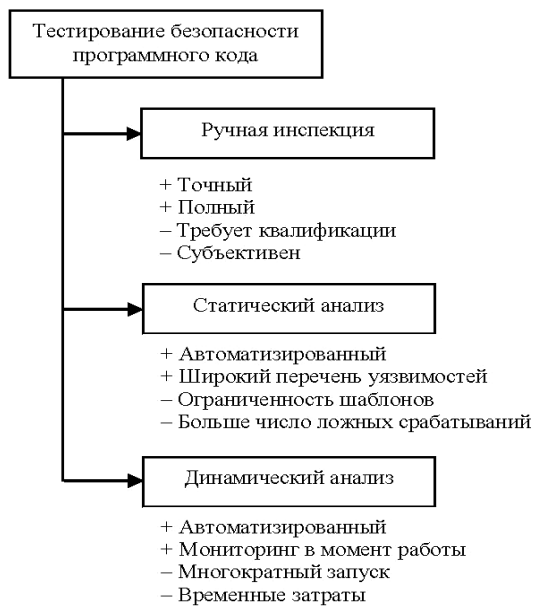 Тестирование безопасности
программного кода
Ручная инспекция
+ Точный
+ Полный
– Требует квалификации
– Субъективен
Статический анализ
+ Автоматизированный
+ Широкий перечень уязвимостей
– Ограниченность шаблонов
– Больше число ложных срабатываний
Динамический анализ
+ Автоматизированный
+ Мониторинг в момент работы
– Многократный запуск
– Временные затраты